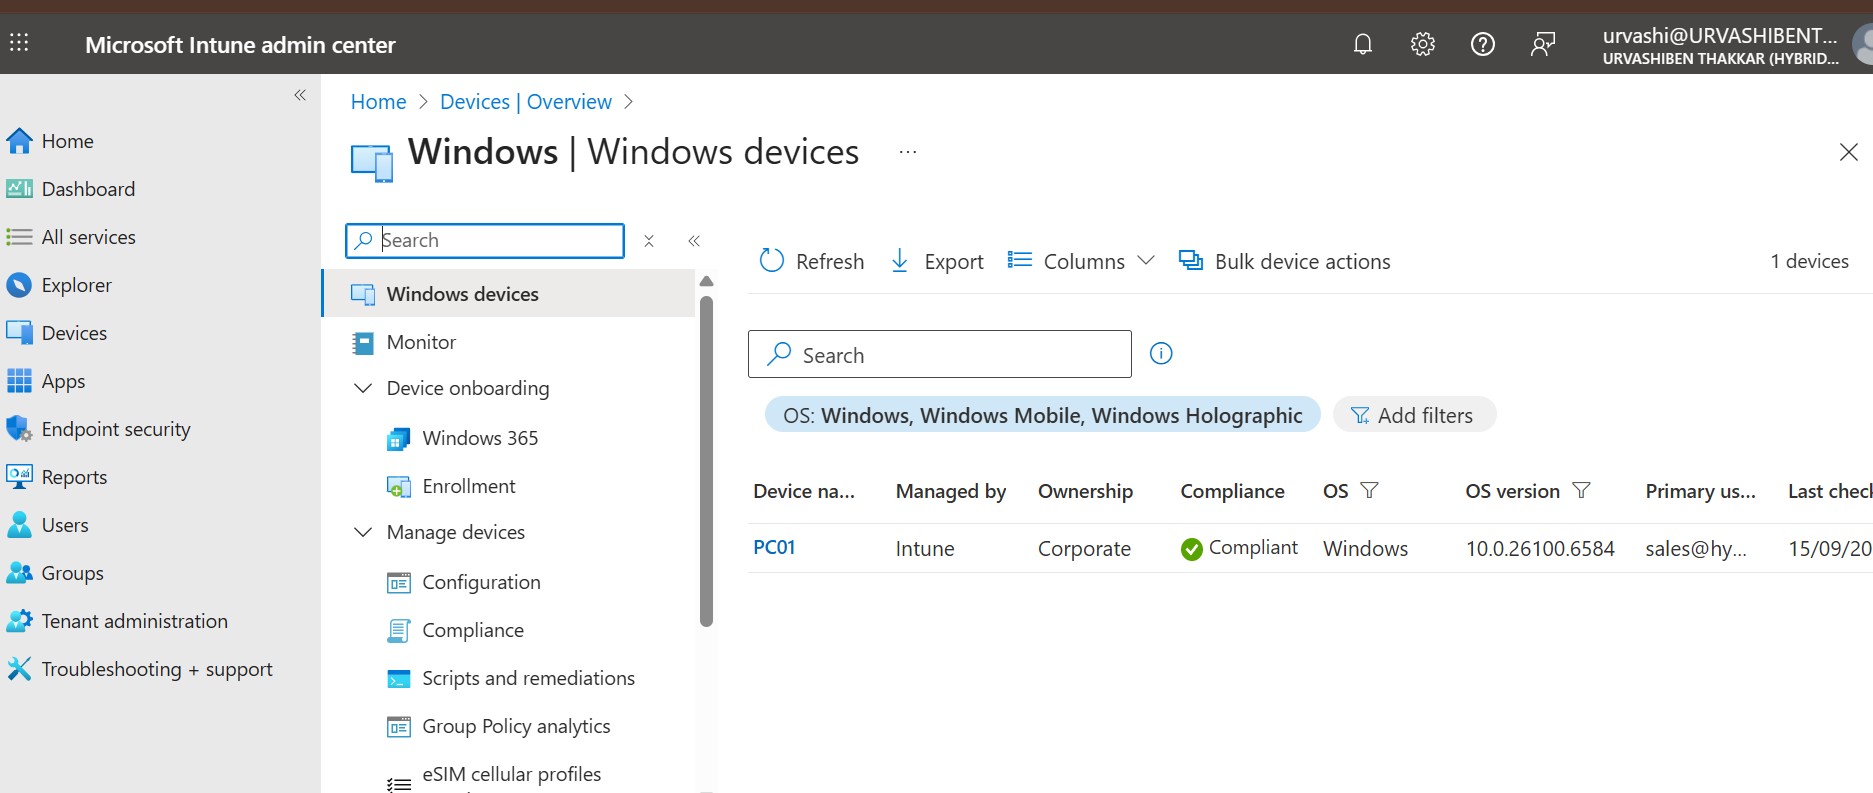 Microsoft Intune admin center
urvashi@URVASHIBENT...
URVASHIBEN THAKKAR (HYBRID...
Home
Dashboard
All services
Explorer
Devices
Apps
Endpoint security
Reports
Users
Groups
Tenant administration
Troubleshooting + support
Home > Devices | Overview >
Windows | Windows devices
...
Search
Windows devices
Monitor
Device onboarding
Windows 365
Enrollment
Manage devices
Configuration
Compliance
Scripts and remediations
Group Policy analytics
eSIM cellular profiles
Refresh Export Columns Bulk device actions 1 devices
Search
OS: Windows, Windows Mobile, Windows Holographic Add filters
Device na... Managed by Ownership Compliance OS OS version Primary us... Last check
PC01 Intune Corporate Compliant Windows 10.0.26100.6584 sales@hy... 15/09/20